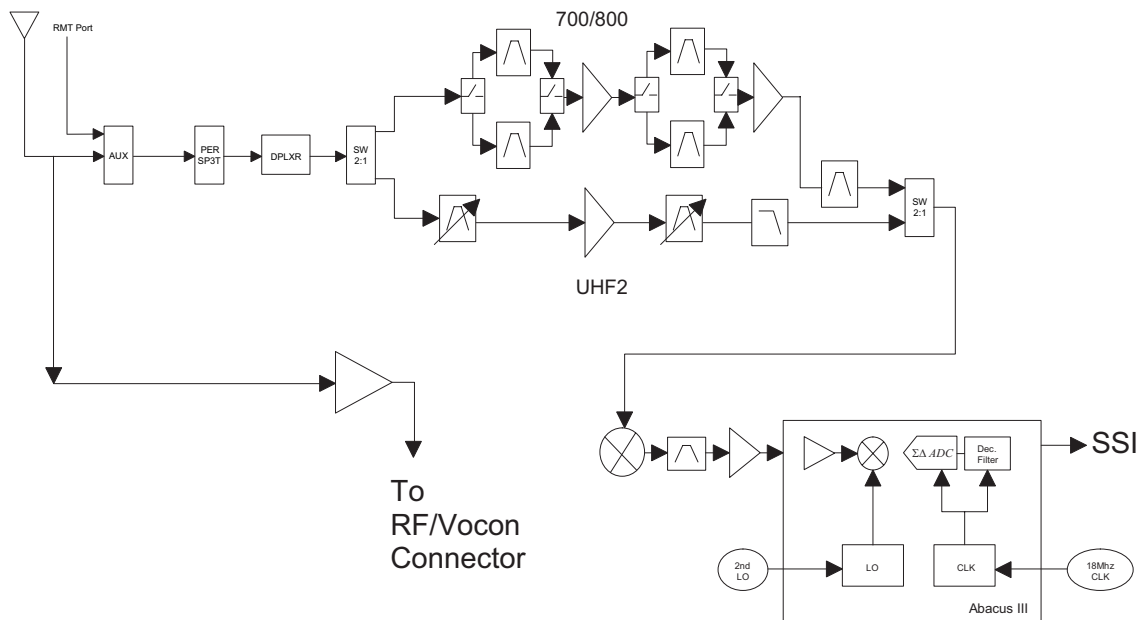 700/800
RMT Port
AUX
PER
SP3T
DPLXR
SW
2:1
SW
2:1
UHF2
To
RF/Vocon
Connector
ΣΔ ADC
Dec.
Filter
SSI
2nd
LO
LO
CLK
18Mhz
CLK
Abacus III